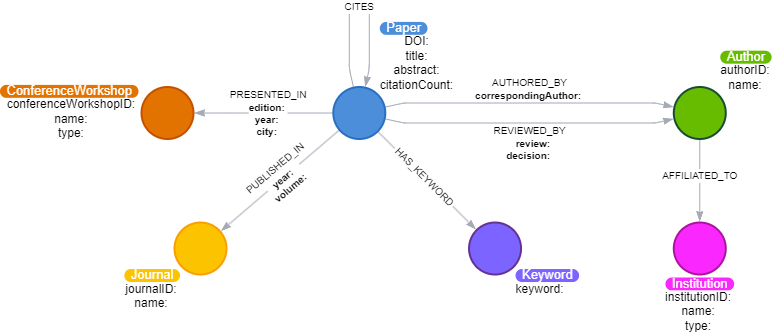 CITES
Paper
DOI:
title:
abstract:
citationCount:
ConferenceWorkshop
conferenceWorkshopID:
name:
type:
PRESENTED_IN
edition:
year:
city:
AUTHORED_BY
correspondingAuthor:
REVIEWED_BY
review:
decision:
Author
authorID:
name:
PUBLISHED_IN
year:
volume:
HAS_KEYWORD
AFFILIATED_TO
Journal
journalID:
name:
Keyword
keyword:
Institution
institutionID:
name:
type: